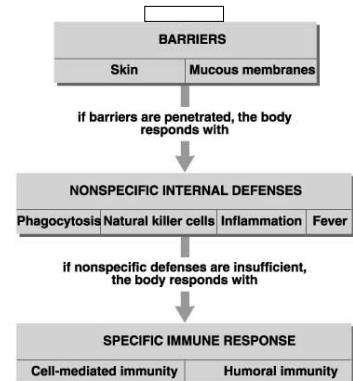 BARRIERS
Skin Mucous membranes
if barriers are penetrated, the body
responds with
NONSPECIFIC INTERNAL DEFENSES
Phagocytosis Natural killer cells Inflammation Fever
if nonspecific defenses are insufficient,
the body responds with
SPECIFIC IMMUNE RESPONSE
Cell-mediated immunity Humoral immunity